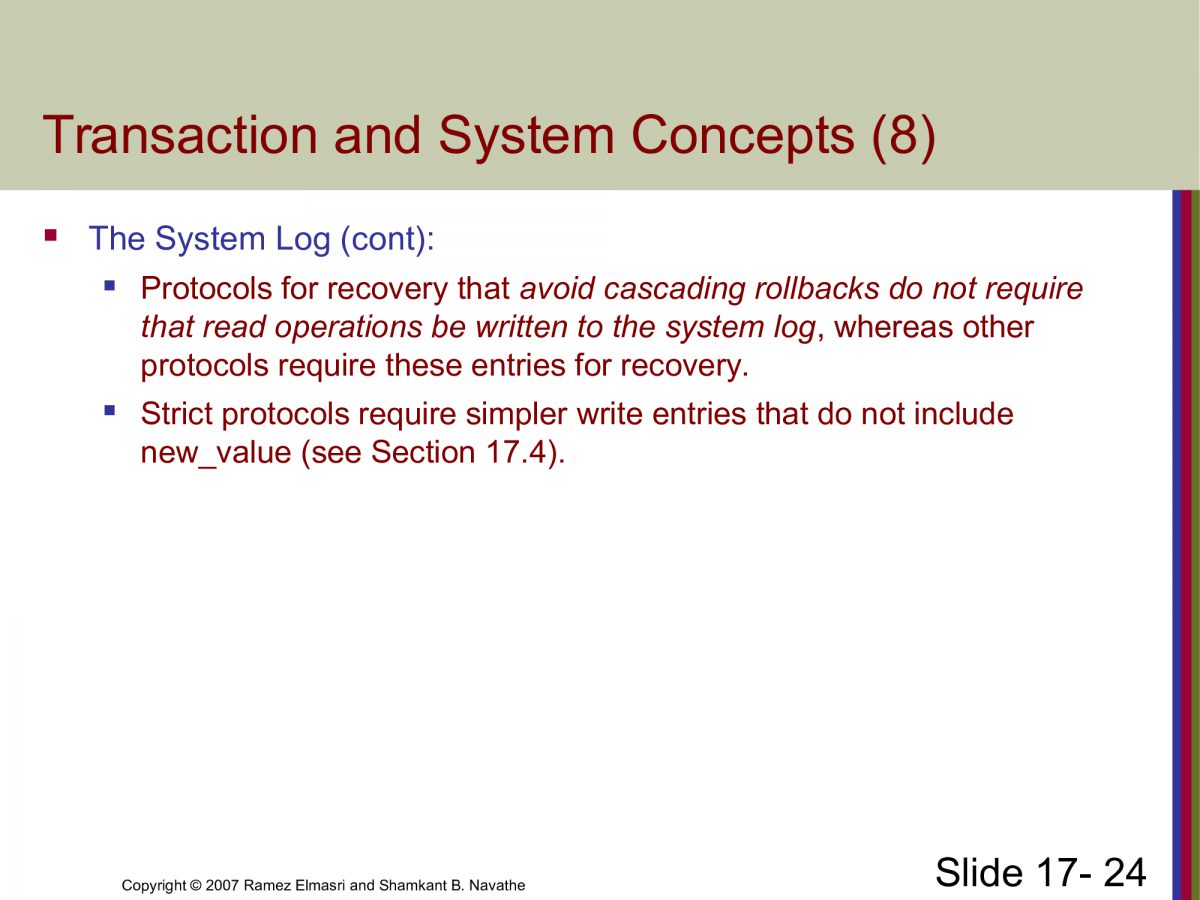 Transaction and System Concepts (8)
▪ The System Log (cont):
▪ Protocols for recovery that avoid cascading rollbacks do not require
that read operations be written to the system log, whereas other
protocols require these entries for recovery.
▪ Strict protocols require simpler write entries that do not include
new_value (see Section 17.4).
Copyright © 2007 Ramez Elmasri and Shamkant B. Navathe
Slide 17- 24